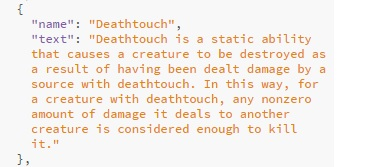 {
"name": "Deathtouch",
"text": "Deathtouch is a static ability
that causes a creature to be destroyed as
a result of having been dealt damage by a
source with deathtouch. In this way, for
a creature with deathtouch, any nonzero
amount of damage it deals to another
creature is considered enough to kill
it."
},